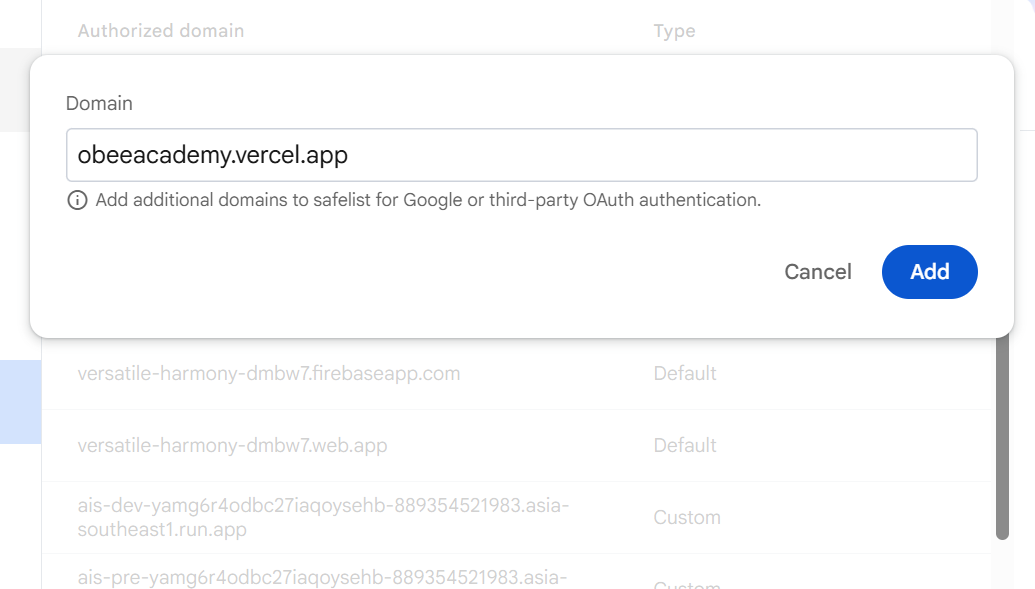 Authorized domain Type
Domain
obeeacademy.vercel.app
Add additional domains to safelist for Google or third-party OAuth authentication.
Cancel Add
versatile-harmony-dmbw7.firebaseapp.com Default
versatile-harmony-dmbw7.web.app Default
ais-dev-yamg6r4odbc27iaqoysehb-889354521983.asia-
southeast1.run.app Custom
ais-pre-yamg6r4odbc27iaqoysehb-889354521983.asia-
Custom